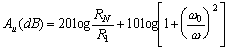 A_u(dB) = 20log R_N/R_1 + 10log[1 + (ω_0/ω)^2]